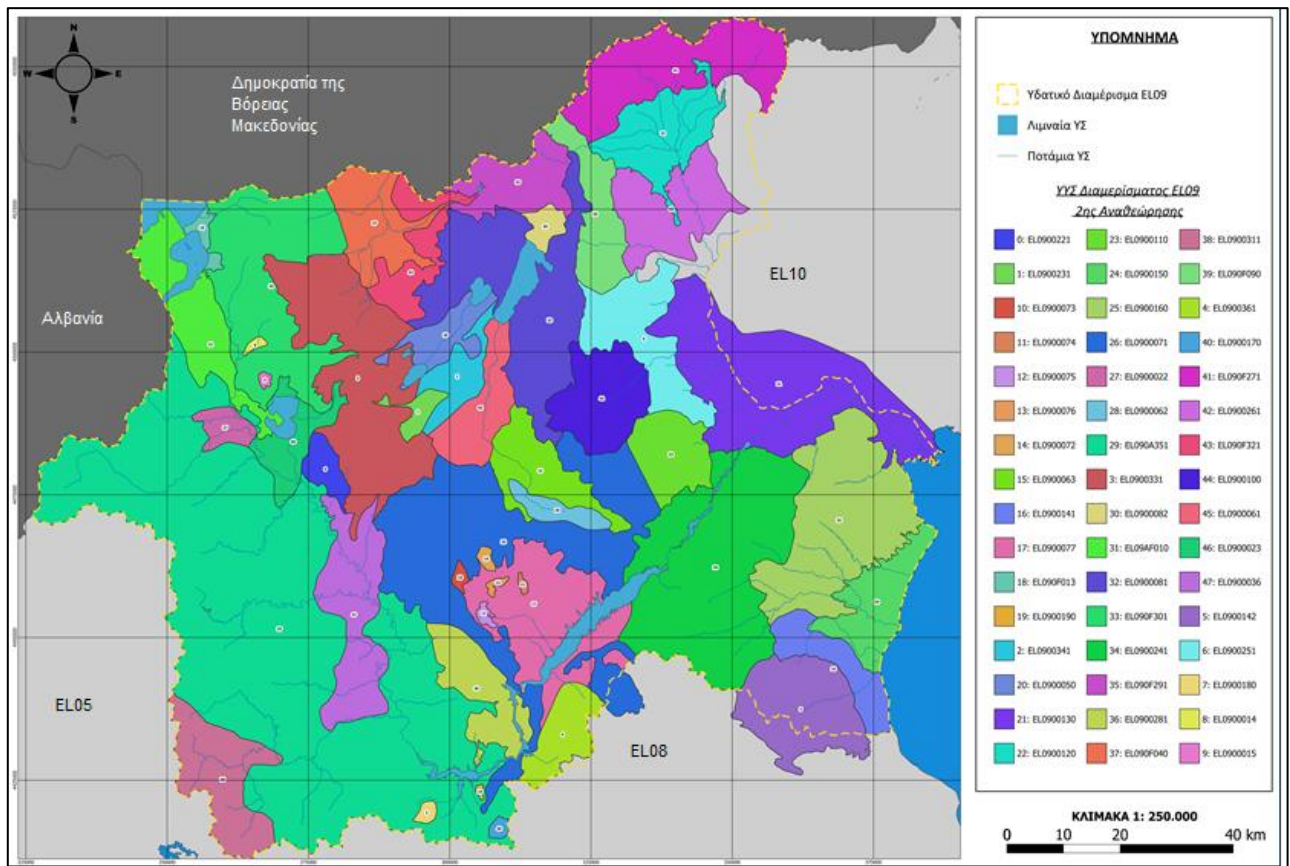 N
W
E
S
Δημοκρατία της
Βόρειας
Μακεδονίας
Αλβανία
EL10
EL05
EL08
ΥΠΟΜΝΗΜΑ
Υδατικό Διαμέρισμα EL09
Λιμναία ΥΣ
Ποτάμια ΥΣ
ΥΥΣ Διαμερίσματος EL09
2ης Αναθεώρησης
0: EL0900221
1: EL0900231
10: EL0900073
11: EL0900074
12: EL0900075
13: EL0900076
14: EL0900072
15: EL0900063
16: EL0900141
17: EL0900077
18: EL090F013
19: EL0900190
2: EL0900341
20: EL0900050
21: EL0900130
22: EL0900120
23: EL0900110
24: EL0900150
25: EL0900160
26: EL0900071
27: EL0900022
28: EL0900062
29: EL090A351
3: EL0900331
30: EL0900082
31: EL09AF010
32: EL0900081
33: EL090F301
34: EL0900241
35: EL090F291
36: EL0900281
37: EL090F040
38: EL0900311
39: EL090F090
4: EL0900361
40: EL0900170
41: EL090F271
42: EL0900261
43: EL090F321
44: EL0900100
45: EL0900061
46: EL0900023
47: EL0900036
5: EL0900142
6: EL0900251
7: EL0900180
8: EL0900014
9: EL0900015
ΚΛΙΜΑΚΑ 1: 250.000
0 10 20 40 km